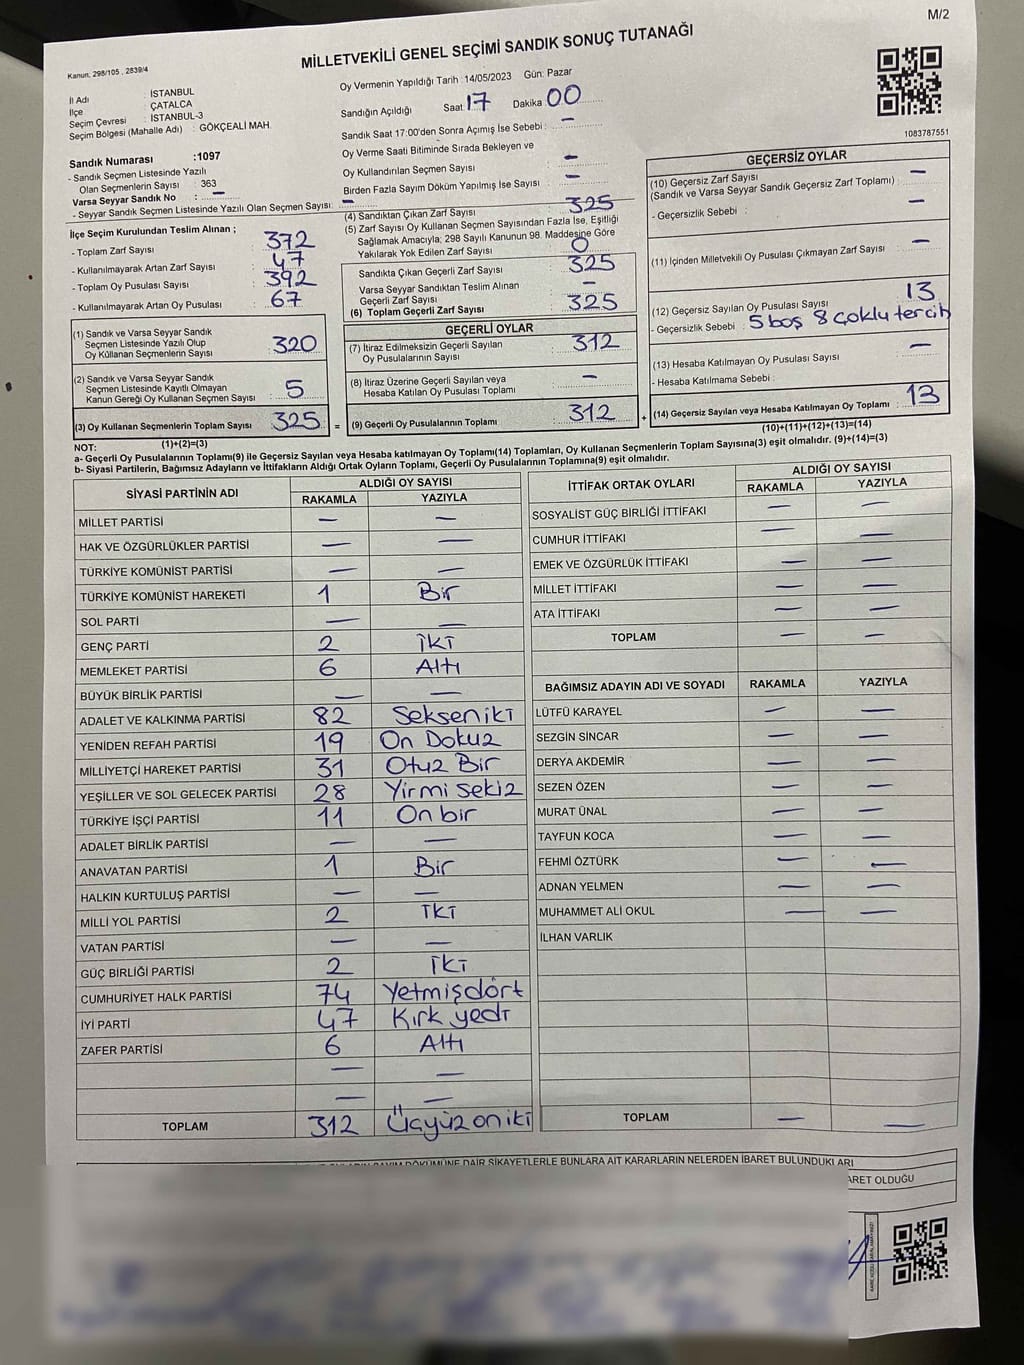 M/2
MİLLETVEKİLİ GENEL SEÇİMİ SANDIK SONUÇ TUTANAĞI
Kanun, 298/105 , 2839/4
İl Adı : İSTANBUL
İlçe : ÇATALCA
Seçim Çevresi : İSTANBUL-3
Seçim Bölgesi (Mahalle Adı) : GÖKÇEALİ MAH.
Oy Vermenin Yapıldığı Tarih :14/05/2023 Gün: Pazar
Sandığın Açıldığı Saat 17 Dakika 00
Sandık Saat 17:00'den Sonra Açımış İse Sebebi : —
Oy Verme Saati Bitiminde Sırada Bekleyen ve
Oy Kullandırılan Seçmen Sayısı —
Birden Fazla Sayım Döküm Yapılmış İse Sayısı —
1083787551
Sandık Numarası :1097
- Sandık Seçmen Listesinde Yazılı
Olan Seçmenlerin Sayısı : 363
Varsa Seyyar Sandık No : —
- Seyyar Sandık Seçmen Listesinde Yazılı Olan Seçmen Sayısı: —
İlçe Seçim Kurulundan Teslim Alınan ;
- Toplam Zarf Sayısı : 372
- Kullanılmayarak Artan Zarf Sayısı : 47
- Toplam Oy Pusulası Sayısı : 392
- Kullanılmayarak Artan Oy Pusulası : 67
(1) Sandık ve Varsa Seyyar Sandık
Seçmen Listesinde Yazılı Olup
Oy Küllanan Seçmenlerin Sayısı : 320
(2) Sandık ve Varsa Seyyar Sandık
Seçmen Listesinde Kayıtlı Olmayan
Kanun Gereği Oy Kullanan Seçmen Sayısı : 5
(3) Oy Kullanan Seçmenlerin Toplam Sayısı 325 =
(4) Sandıktan Çıkan Zarf Sayısı 325
(5) Zarf Sayısı Oy Kullanan Seçmen Sayısından Fazla İse, Eşitliği
Sağlamak Amacıyla; 298 Sayılı Kanunun 98. Maddesine Göre
Yakılarak Yok Edilen Zarf Sayısı 0
Sandıkta Çıkan Geçerli Zarf Sayısı 325
Varsa Seyyar Sandıktan Teslim Alınan
Geçerli Zarf Sayısı —
(6) Toplam Geçerli Zarf Sayısı 325
GEÇERLİ OYLAR
(7) İtiraz Edilmeksizin Geçerli Sayılan
Oy Pusulalarının Sayısı : 312
(8) İtiraz Üzerine Geçerli Sayılan veya
Hesaba Katılan Oy Pusulası Toplamı : —
(9) Geçerli Oy Pusulalarının Toplamı 312 +
GEÇERSİZ OYLAR
(10) Geçersiz Zarf Sayısı
(Sandık ve Varsa Seyyar Sandık Geçersiz Zarf Toplamı) : —
- Geçersizlik Sebebi : —
(11) İçinden Milletvekili Oy Pusulası Çıkmayan Zarf Sayısı —
(12) Geçersiz Sayılan Oy Pusulası Sayısı 13
- Geçersizlik Sebebi : 5 boş 8 Çoklu tercih
(13) Hesaba Katılmayan Oy Pusulası Sayısı —
- Hesaba Katılmama Sebebi :
(14) Geçersiz Sayılan veya Hesaba Katılmayan Oy Toplamı : 13
(1)+(2)=(3)
(10)+(11)+(12)+(13)=(14)
NOT:
a- Geçerli Oy Pusulalarının Toplamı(9) ile Geçersiz Sayılan veya Hesaba katılmayan Oy Toplamı(14) Toplamları, Oy Kullanan Seçmenlerin Toplam Sayısına(3) eşit olmalıdır. (9)+(14)=(3)
b- Siyasi Partilerin, Bağımsız Adayların ve İttifakların Aldığı Ortak Oyların Toplamı, Geçerli Oy Pusulalarının Toplamına(9) eşit olmalıdır.
SİYASİ PARTİNİN ADI ALDIĞI OY SAYISI
RAKAMLA YAZIYLA
MİLLET PARTİSİ — —
HAK VE ÖZGÜRLÜKLER PARTİSİ — —
TÜRKİYE KOMÜNİST PARTİSİ — —
TÜRKİYE KOMÜNİST HAREKETİ 1 Bir
SOL PARTİ — —
GENÇ PARTİ 2 İki
MEMLEKET PARTİSİ 6 Altı
BÜYÜK BİRLİK PARTİSİ — —
ADALET VE KALKINMA PARTİSİ 82 Seksen iki
YENİDEN REFAH PARTİSİ 19 On Dokuz
MİLLİYETÇİ HAREKET PARTİSİ 31 Otuz Bir
YEŞİLLER VE SOL GELECEK PARTİSİ 28 Yirmi Sekiz
TÜRKİYE İŞÇİ PARTİSİ 11 On bir
ADALET BİRLİK PARTİSİ — —
ANAVATAN PARTİSİ 1 Bir
HALKIN KURTULUŞ PARTİSİ — —
MİLLİ YOL PARTİSİ 2 İki
VATAN PARTİSİ — —
GÜÇ BİRLİĞİ PARTİSİ 2 İki
CUMHURİYET HALK PARTİSİ 74 Yetmişdört
İYİ PARTİ 47 Kırk yedi
ZAFER PARTİSİ 6 Altı
— —
— —
TOPLAM 312 Üçyüz on iki
İTTİFAK ORTAK OYLARI ALDIĞI OY SAYISI
RAKAMLA YAZIYLA
SOSYALİST GÜÇ BİRLİĞİ İTTİFAKI — —
CUMHUR İTTİFAKI — —
EMEK VE ÖZGÜRLÜK İTTİFAKI — —
MİLLET İTTİFAKI — —
ATA İTTİFAKI — —
TOPLAM — —
BAĞIMSIZ ADAYIN ADI VE SOYADI RAKAMLA YAZIYLA
LÜTFÜ KARAYEL — —
SEZGİN SİNCAR — —
DERYA AKDEMİR — —
SEZEN ÖZEN — —
MURAT ÜNAL — —
TAYFUN KOCA — —
FEHMİ ÖZTÜRK — —
ADNAN YELMEN — —
MUHAMMET ALİ OKUL — —
İLHAN VARLIK
TOPLAM — —
DÖKÜMÜNE DAİR ŞİKAYETLERLE BUNLARA AİT KARARLARIN NELERDEN İBARET BULUNDUKLARI
ARET OLDUĞU